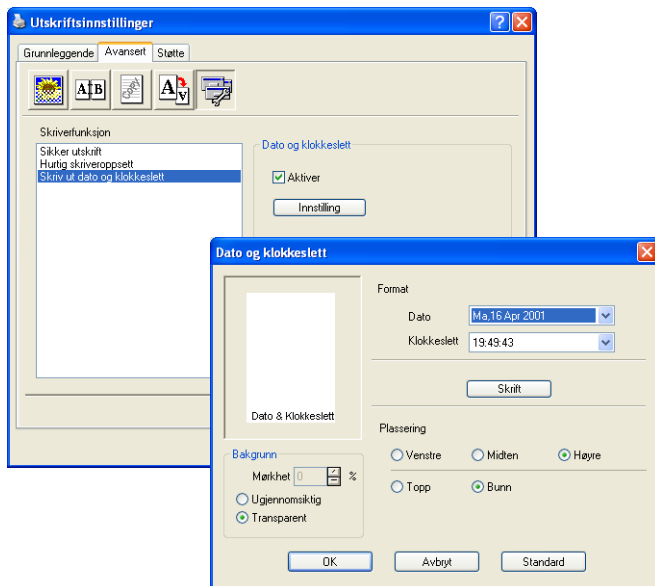 Utskriftsinnstillinger
Grunnleggende Avansert Støtte
A B
A A
Skriverfunksjon
Sikker utskrift
Hurtig skriveroppsett
Skriv ut dato og klokkeslett
Dato og klokkeslett
Aktiver
Innstilling
Dato og klokkeslett
Dato & Klokkeslett
Format
Dato Ma,16 Apr 2001
Klokkeslett 19:49:43
Skrift
Bakgrunn
Mørkhet 0 %
Ugjennomsiktig
Transparent
Plassering
Venstre Midten Høyre
Topp Bunn
OK Avbryt Standard